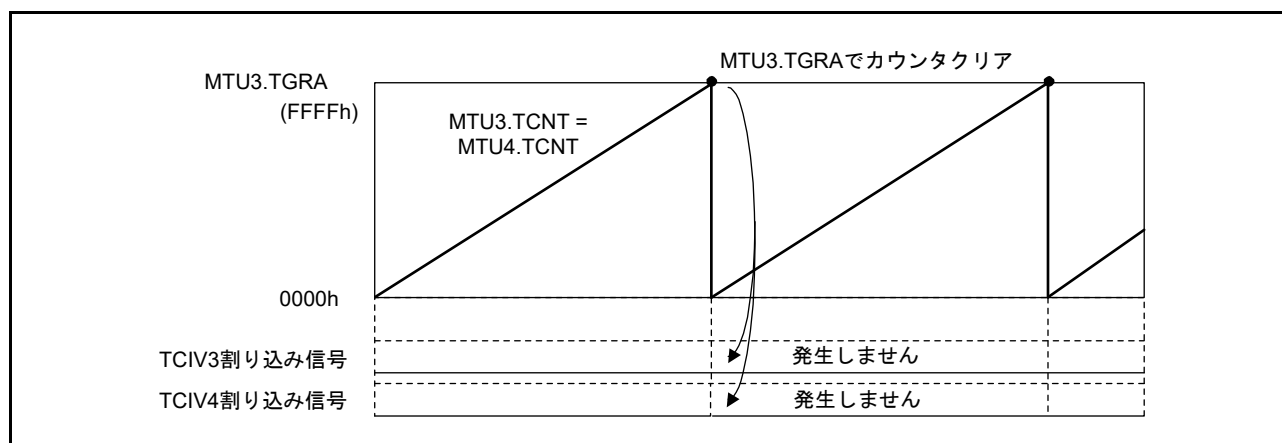 MTU3.TGRAでカウンタクリア
MTU3.TGRA
(FFFFh)
MTU3.TCNT =
MTU4.TCNT
0000h
TCIV3割り込み信号
発生しません
TCIV4割り込み信号
発生しません